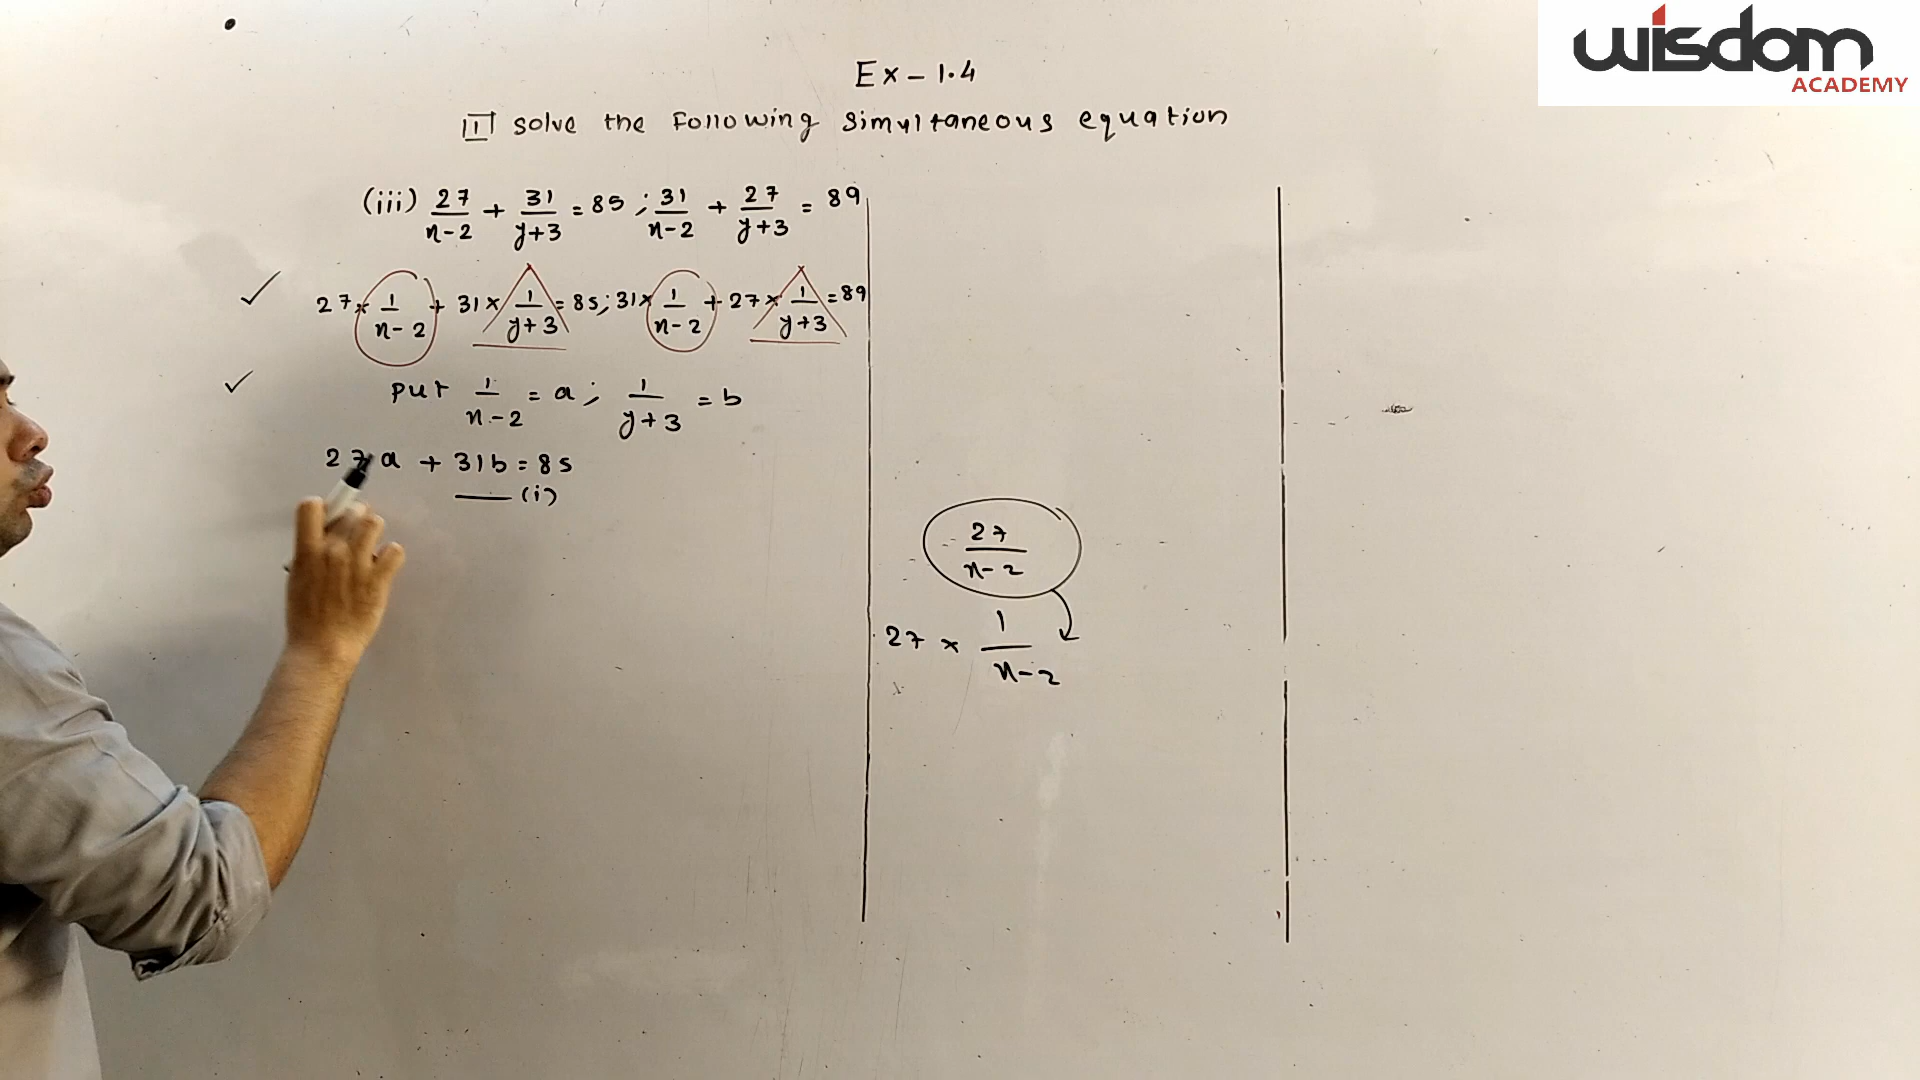 wisdom
ACADEMY
Ex - 1.4
1 solve the Following Simultaneous equation
(iii) 27/x-2 + 31/y+3 = 85 ; 31/x-2 + 27/y+3 = 89
27 × 1/x-2 + 31 × 1/y+3 = 85 ; 31 × 1/x-2 + 27 × 1/y+3 = 89
put 1/x-2 = a ; 1/y+3 = b
27a + 31b = 85
—— (i)
27/x-2
27 × 1/x-2